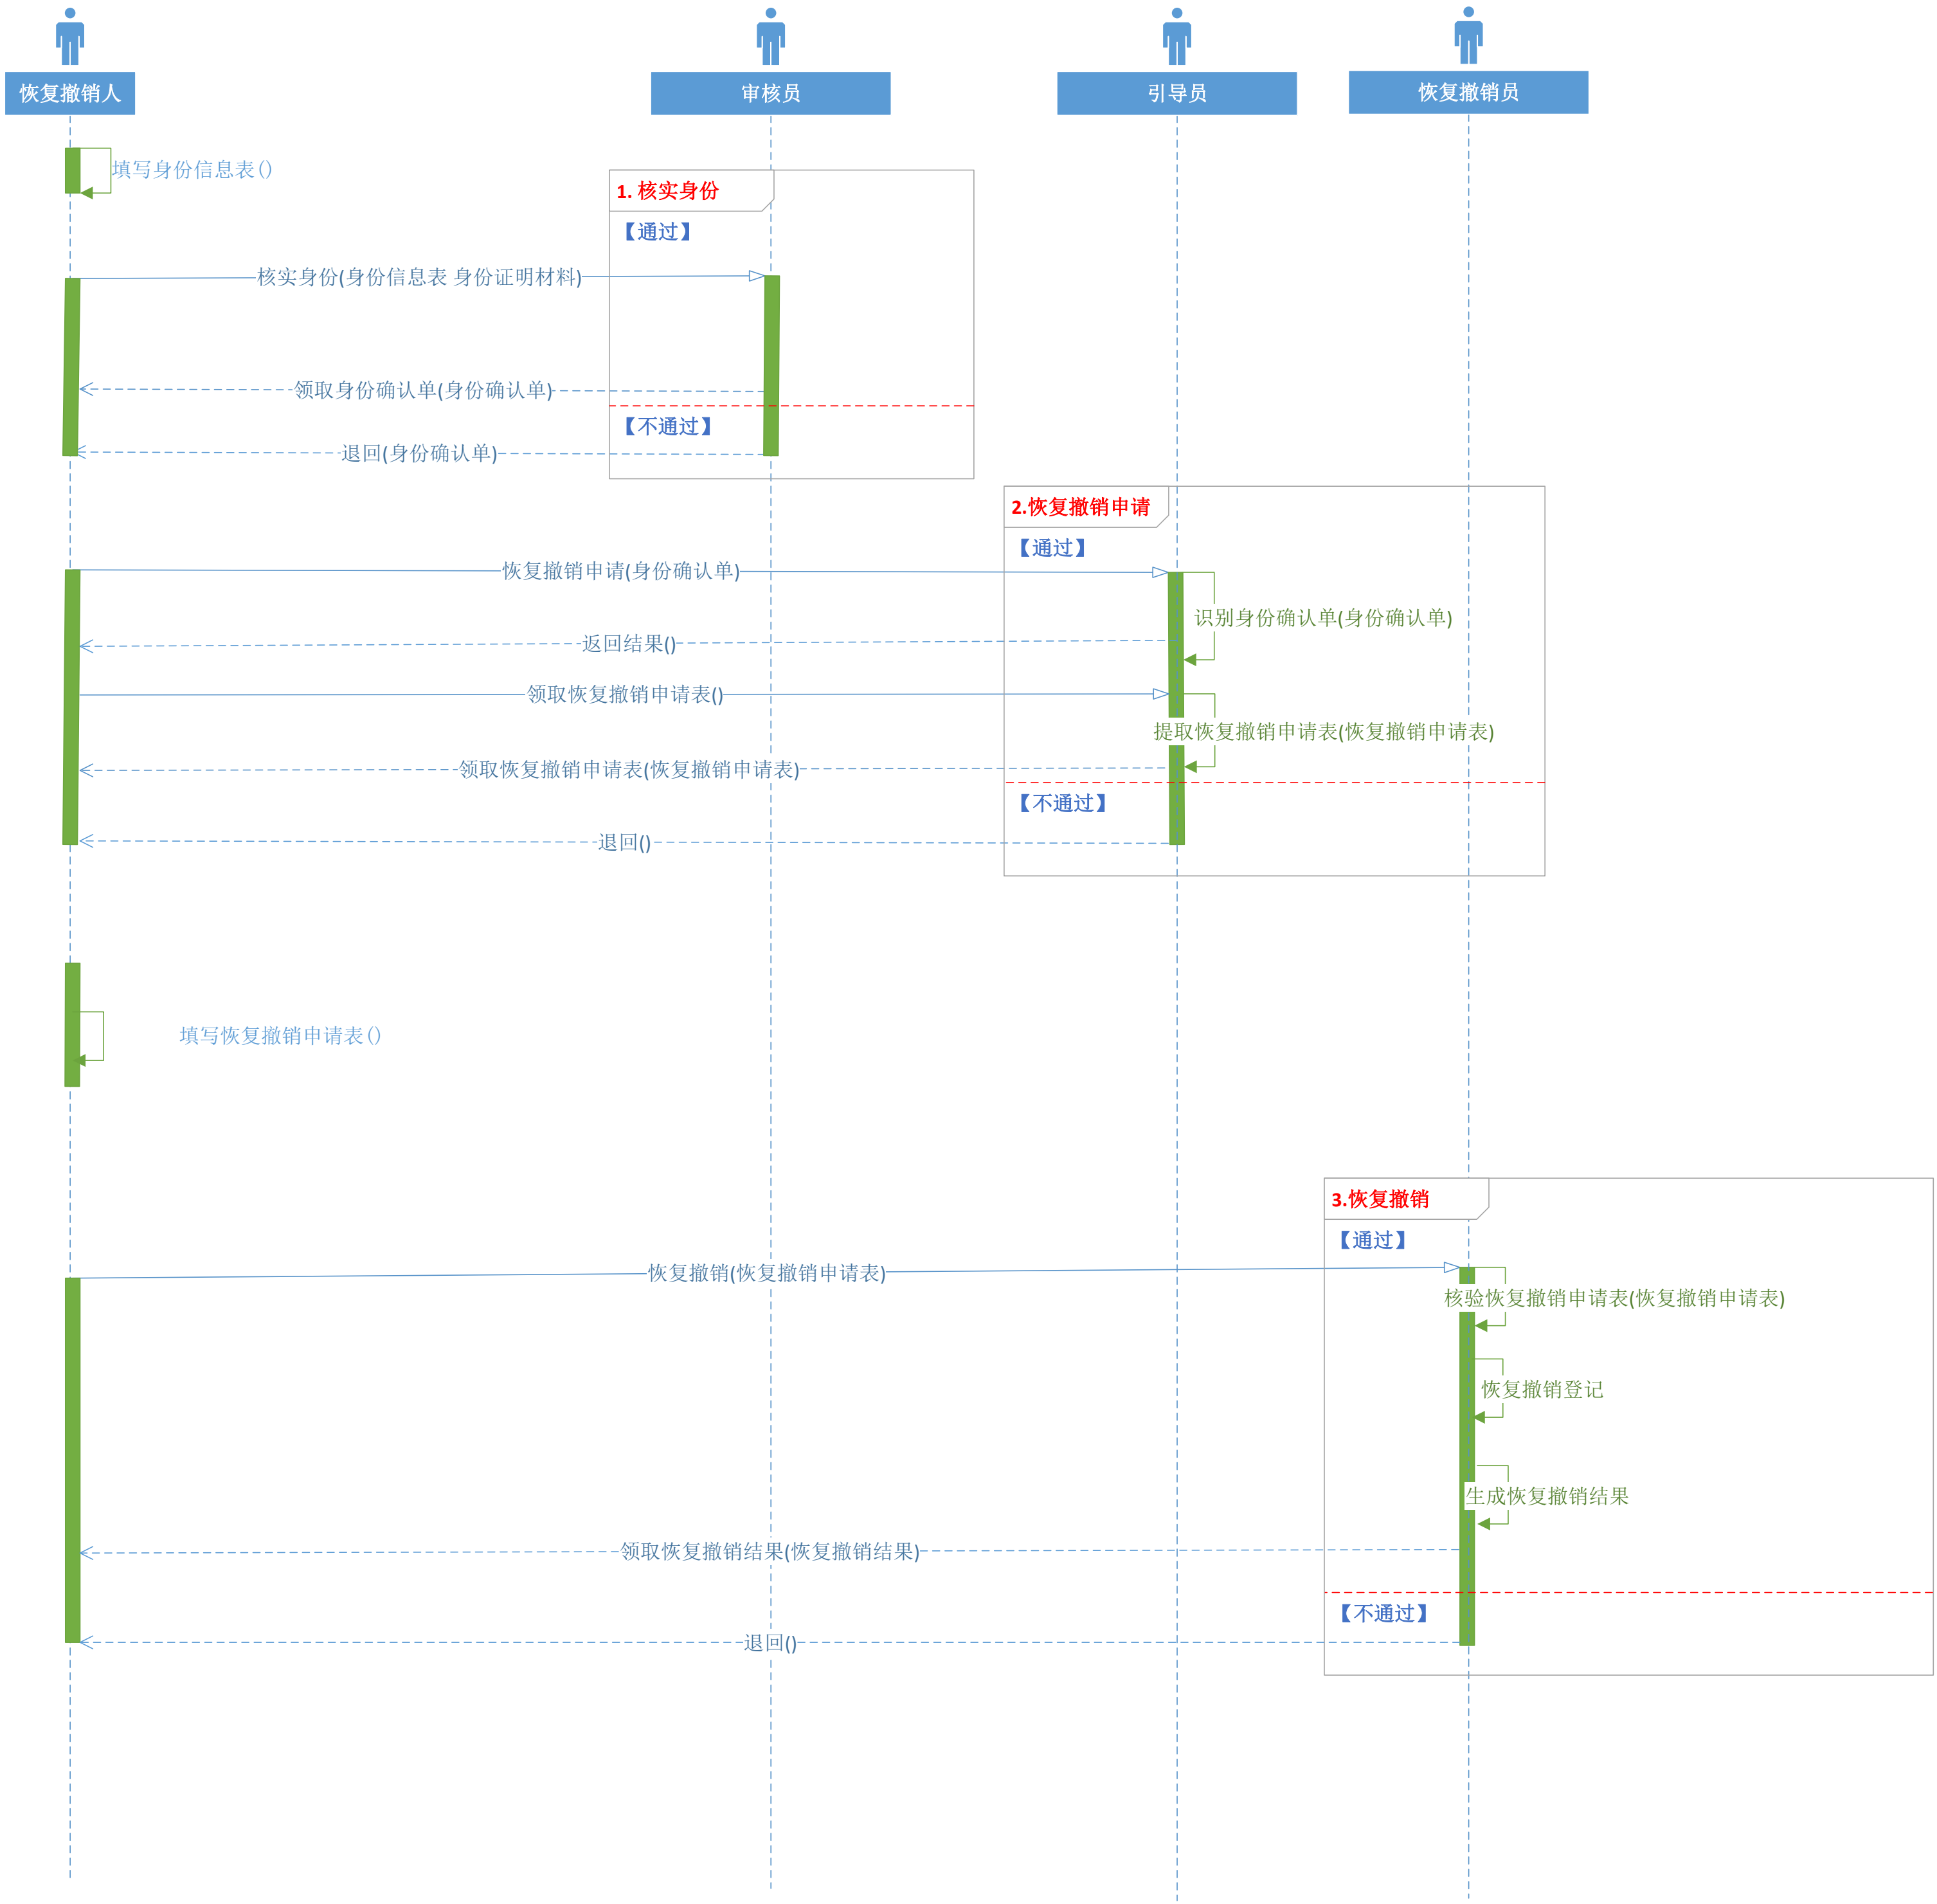 恢复撤销人
审核员
引导员
恢复撤销员
填写身份信息表()
1. 核实身份
【通过】
核实身份(身份信息表 身份证明材料)
领取身份确认单(身份确认单)
【不通过】
退回(身份确认单)
2.恢复撤销申请
【通过】
恢复撤销申请(身份确认单)
识别身份确认单(身份确认单)
返回结果()
领取恢复撤销申请表()
提取恢复撤销申请表(恢复撤销申请表)
领取恢复撤销申请表(恢复撤销申请表)
【不通过】
退回()
填写恢复撤销申请表()
3.恢复撤销
【通过】
恢复撤销(恢复撤销申请表)
核验恢复撤销申请表(恢复撤销申请表)
恢复撤销登记
生成恢复撤销结果
领取恢复撤销结果(恢复撤销结果)
【不通过】
退回()